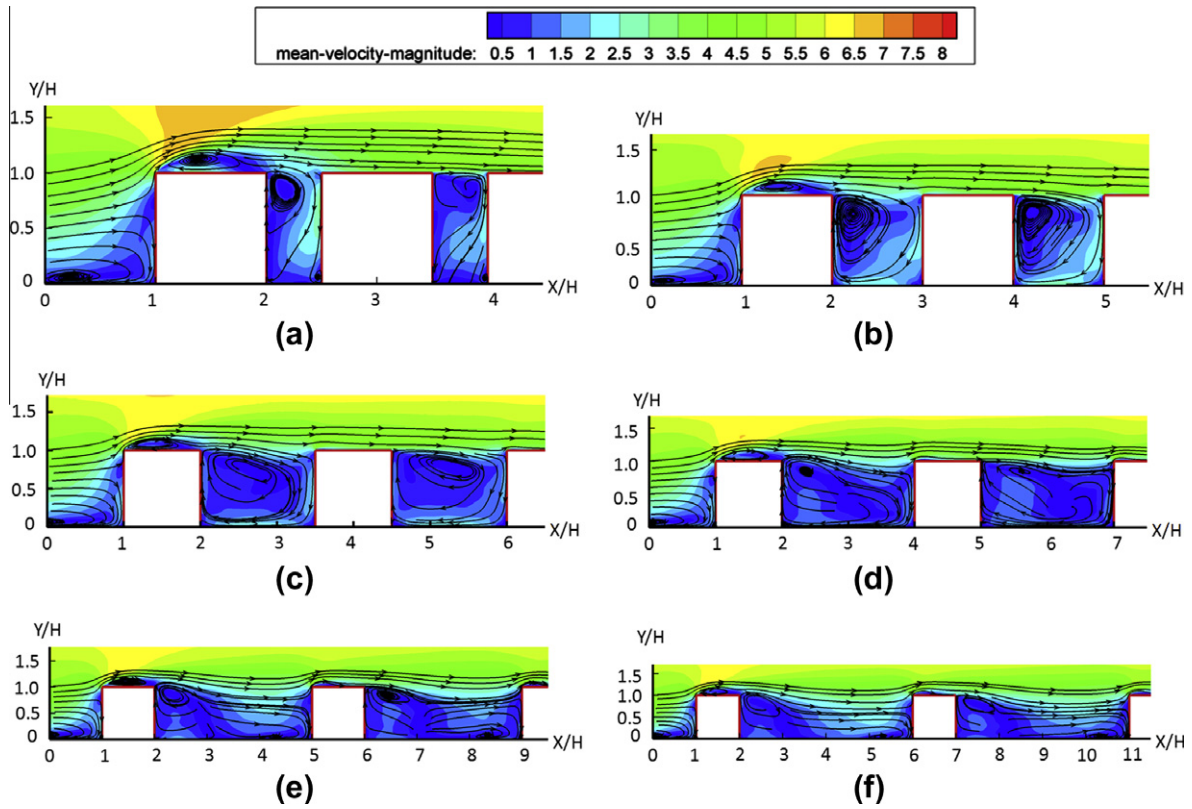 mean-velocity-magnitude: 0.5 1 1.5 2 2.5 3 3.5 4 4.5 5 5.5 6 6.5 7 7.5 8
Y/H
1.5
1.0
0.5
0
0 1 2 3 4 X/H
(a)
Y/H
1.5
1.0
0.5
0
0 1 2 3 4 5 X/H
(b)
Y/H
1.5
1.0
0.5
0
0 1 2 3 4 5 6 X/H
(c)
Y/H
1.5
1.0
0.5
0
0 1 2 3 4 5 6 7 X/H
(d)
Y/H
1.5
1.0
0.5
0
0 1 2 3 4 5 6 7 8 9 X/H
(e)
Y/H
1.5
1.0
0.5
0
0 1 2 3 4 5 6 7 8 9 10 11 X/H
(f)